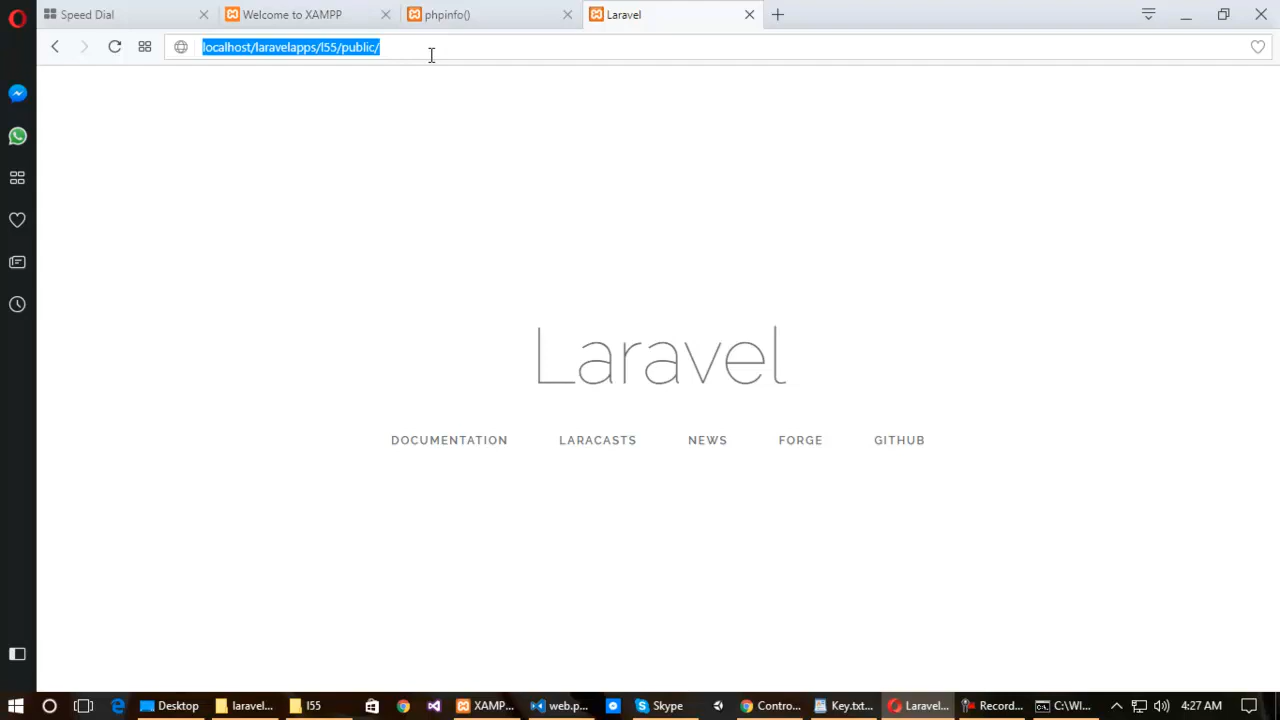 Speed Dial
Welcome to XAMPP
phpinfo()
Laravel
localhost/laravelapps/l55/public/
Laravel
DOCUMENTATION LARACASTS NEWS FORGE GITHUB
Desktop
laravel...
l55
XAMP...
web.p...
Skype
Contro...
Key.txt...
Laravel...
Record...
C:\WI...
4:27 AM